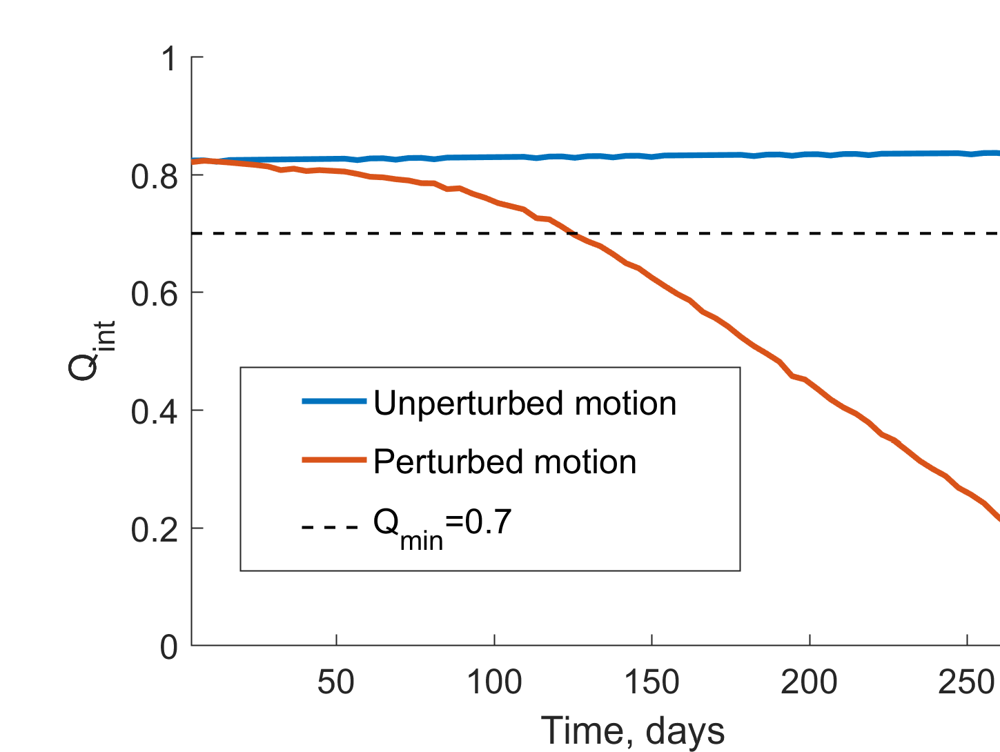 1
0.8
0.6
0.4
0.2
0
Q_int
Unperturbed motion
Perturbed motion
Q_min=0.7
50 100 150 200 250
Time, days